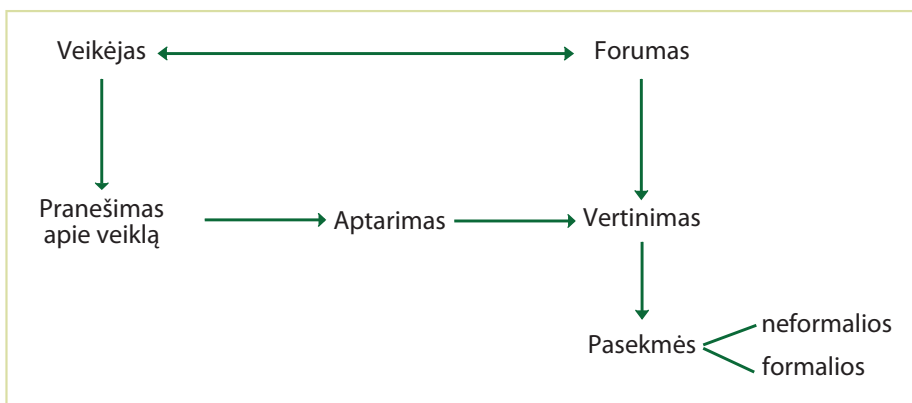 Veikėjas
Forumas
Pranešimas
apie veiklą
Aptarimas
Vertinimas
Pasekmės
neformalios
formalios